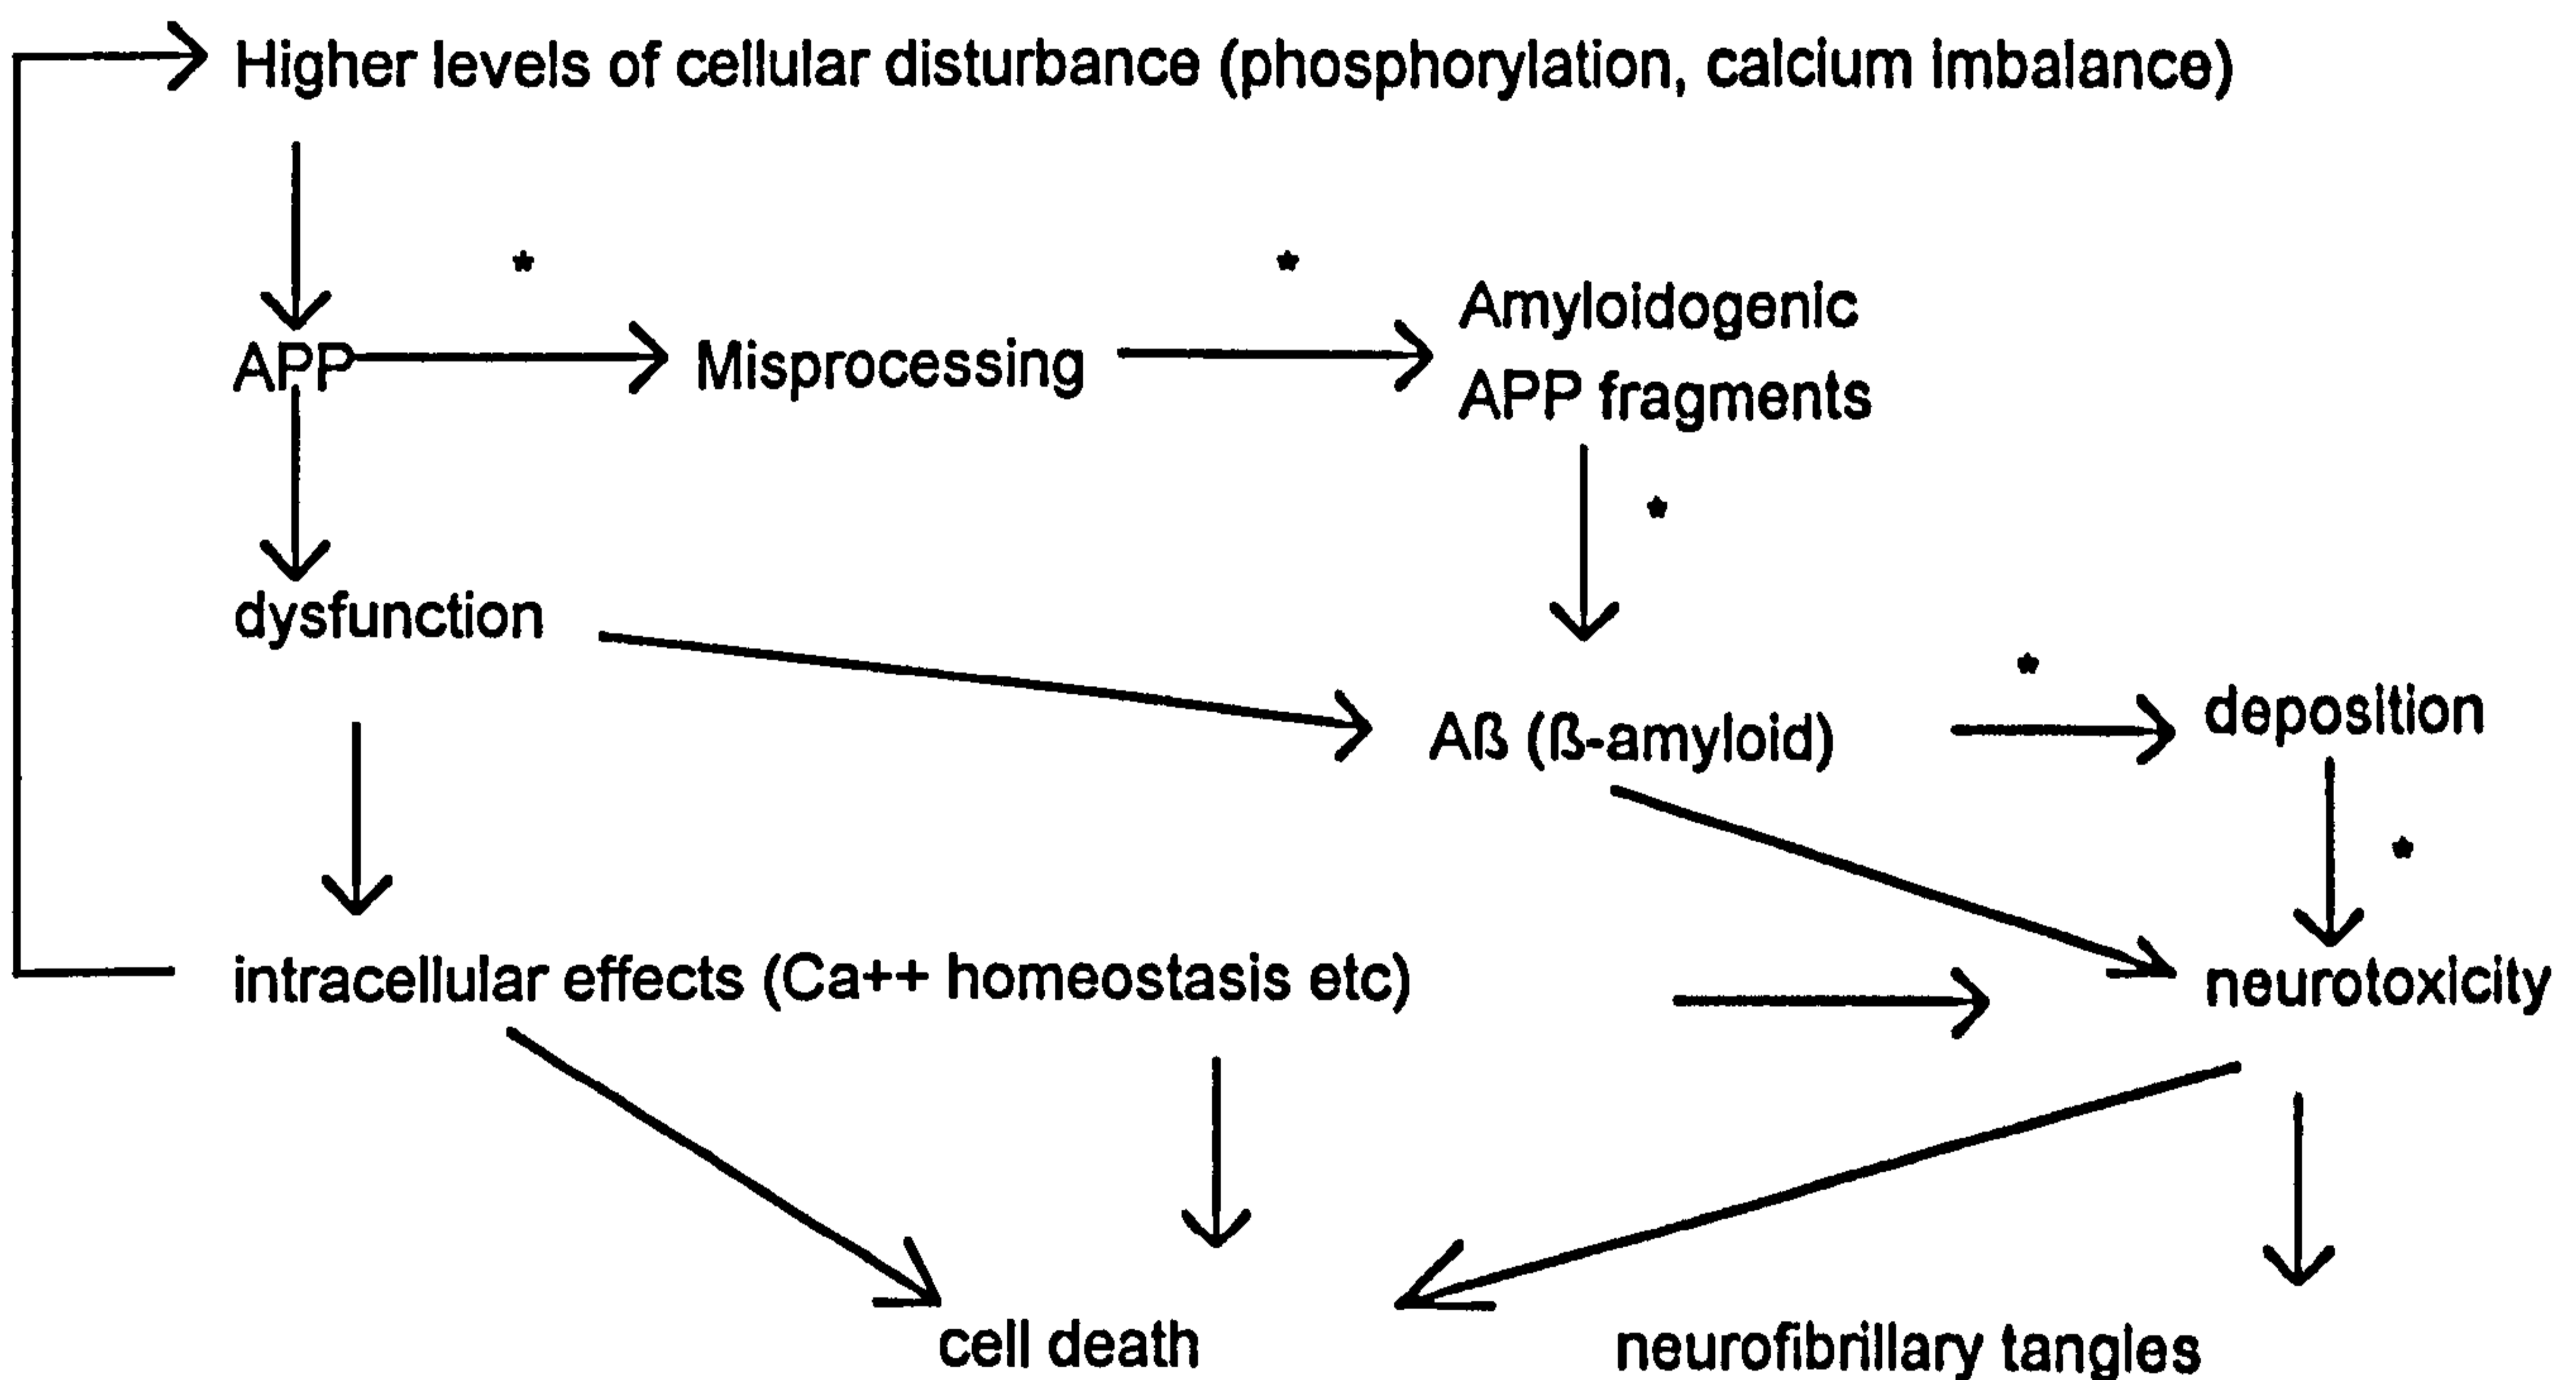 Higher levels of cellular disturbance (phosphorylation, calcium imbalance)
* *
Amyloidogenic
APP Misprocessing
APP fragments
*
dysfunction
*
deposition
Aß (ß-amyloid)
*
intracellular effects (Ca++ homeostasis etc) neurotoxicity
cell death neurofibrillary tangles